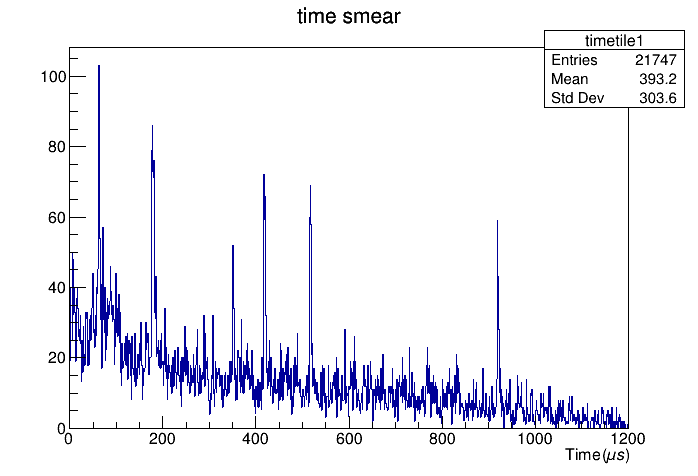 time smear
timetile1
Entries 21747
Mean 393.2
Std Dev 303.6
100
80
60
40
20
0
0 200 400 600 800 1000 1200
Time(μs)